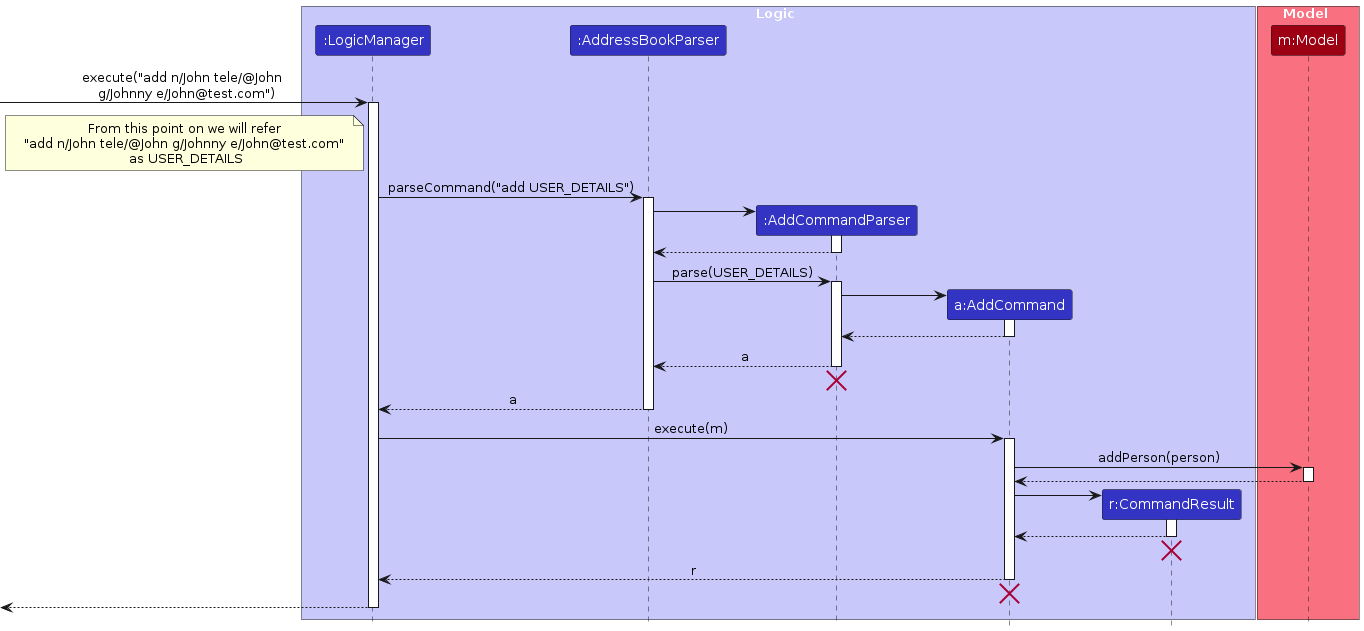 Logic
Model
:LogicManager
:AddressBookParser
m:Model
execute("add n/John tele/@John
g/Johnny e/John@test.com")
From this point on we will refer
"add n/John tele/@John g/Johnny e/John@test.com"
as USER_DETAILS
parseCommand("add USER_DETAILS")
:AddCommandParser
parse(USER_DETAILS)
a:AddCommand
a
a
execute(m)
addPerson(person)
r:CommandResult
r